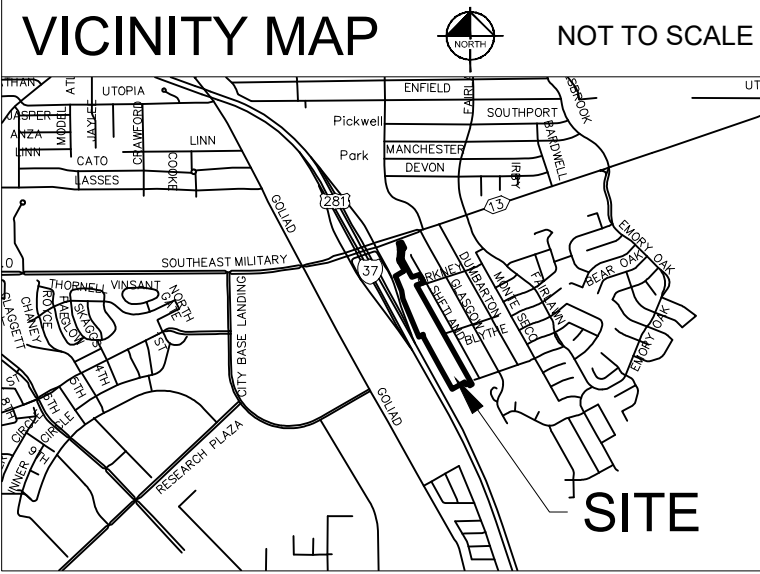 VICINITY MAP
NORTH
NOT TO SCALE
UTOPIA
ENFIELD
JASPER
MODEL
JAYLEE
CRAWFORD
SOUTHPORT
ANZA
Pickwell
BARDWELL
LINN
LINN
MANCHESTER
CATO
COOKE
Park
DEVON
IRBY
LASSES
GOLIAD
281
13
SOUTHEAST MILITARY
37
EMORY OAK
BEAR OAK
DUMBARTON
GLASGOW
SHETLAND
MONTE SECO
FAIRLAWN
BLYTHE
THORNELL
VINSANT
NORTH GATE
CHANEY
ROYCE
SKAGGS
CITY BASE LANDING
EMORY OAK
4TH
5TH
6TH
8TH
CIRCLE
CIRCLE
GOLIAD
RESEARCH PLAZA
SITE